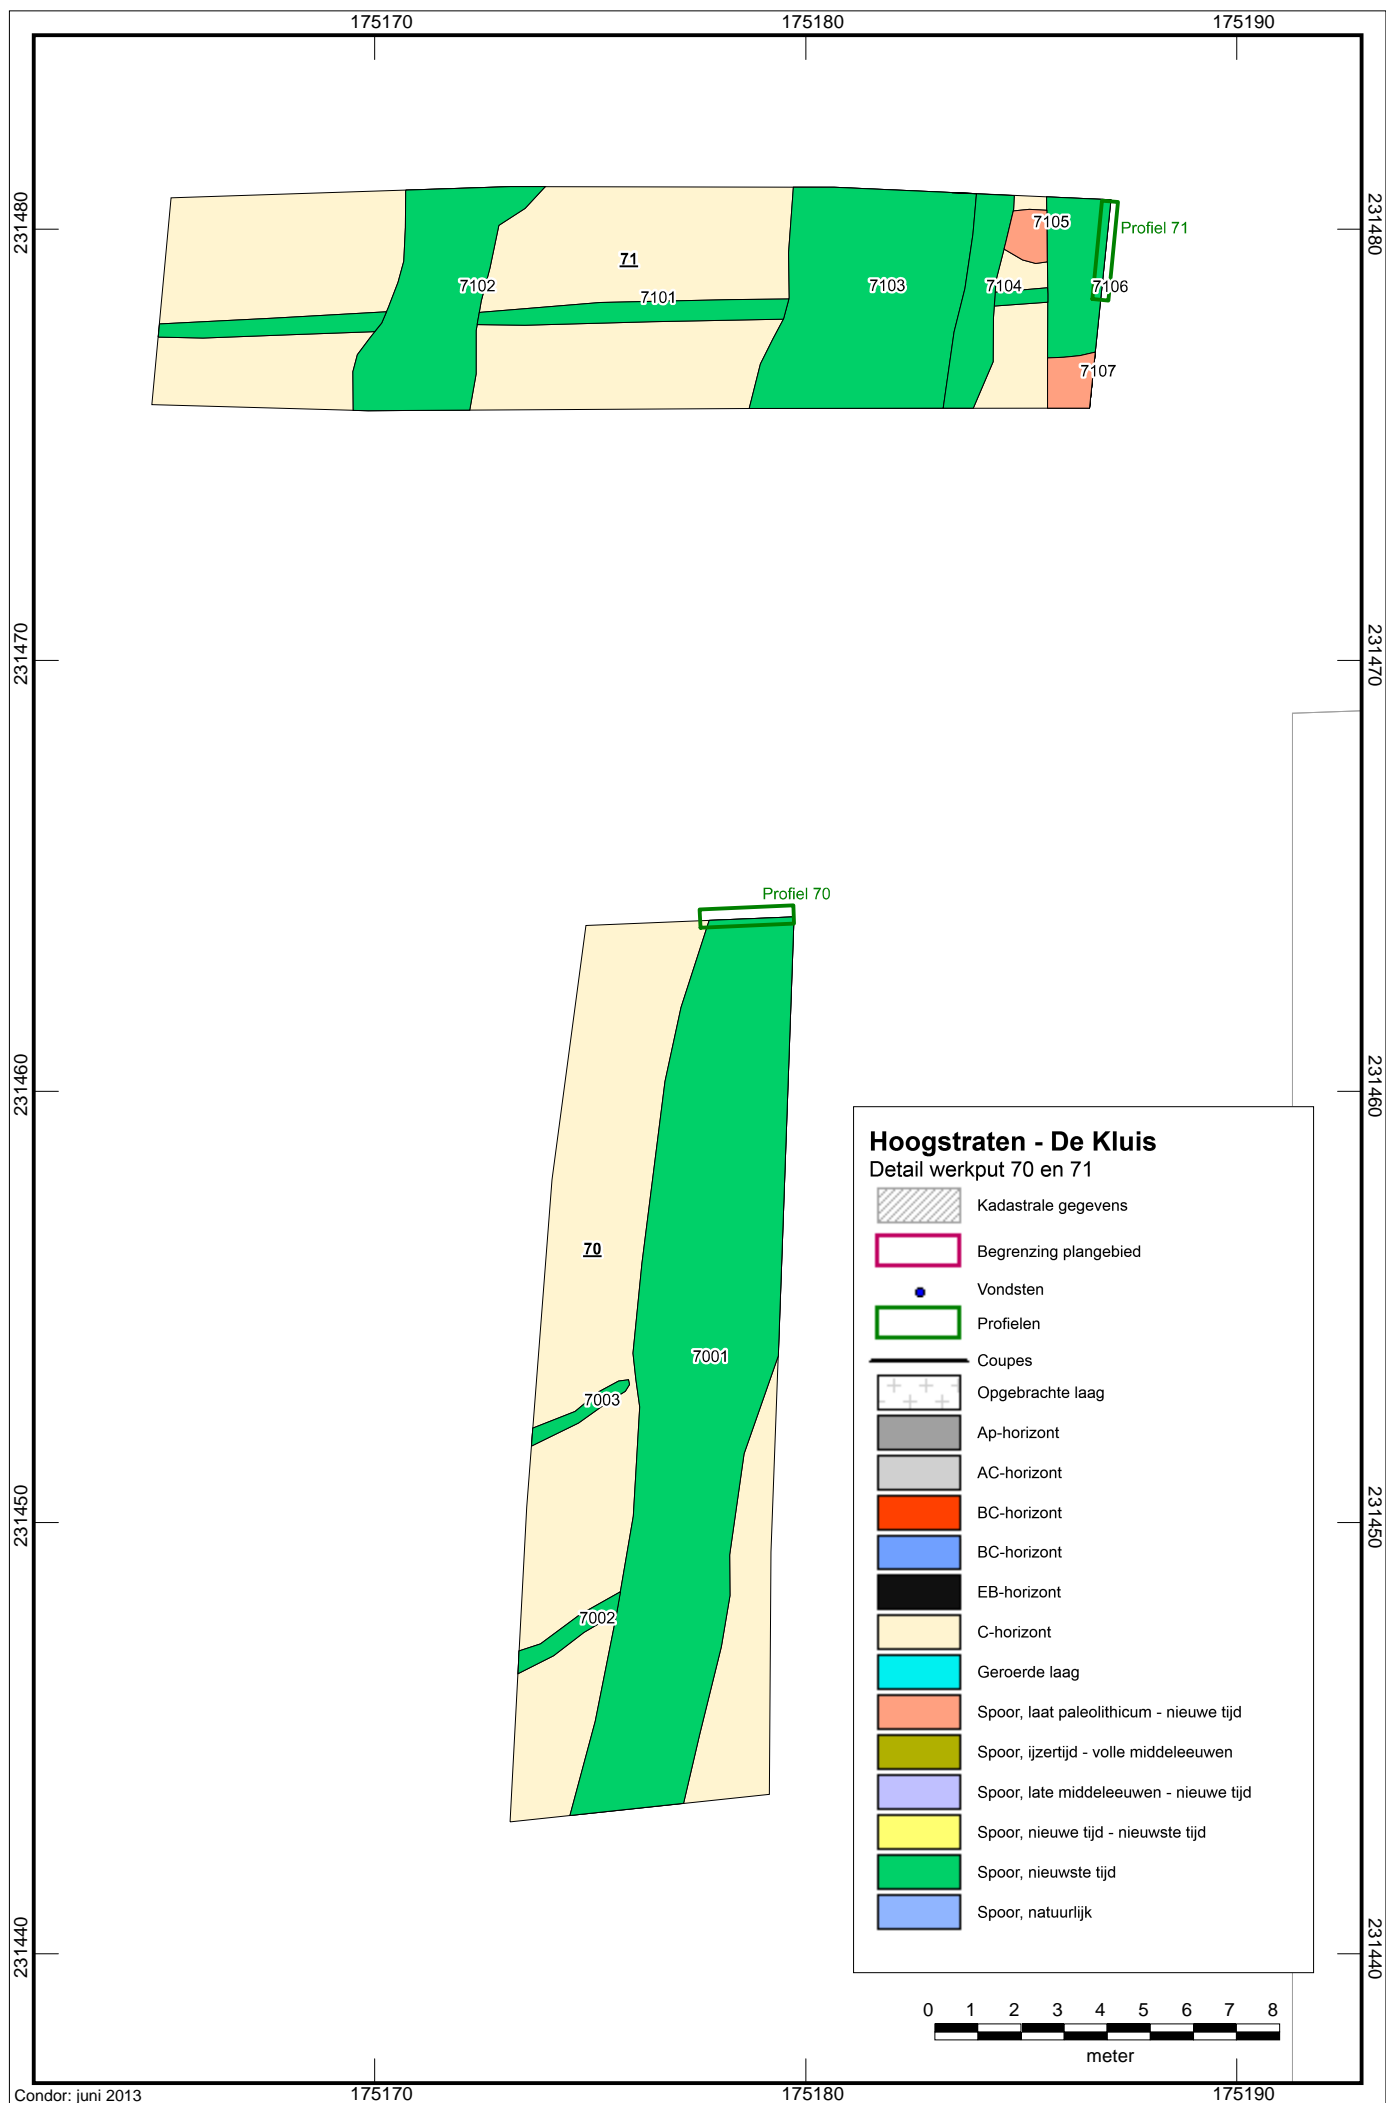 175170 175180 175190
231480 231480
Profiel 71
7105
71
7102 7103 7104 7106
7101
7107
231470 231470
Profiel 70
231460 231460
70
7001
7003
7002
231450 231450
Hoogstraten - De Kluis
Detail werkput 70 en 71
Kadastrale gegevens
Begrenzing plangebied
Vondsten
Profielen
Coupes
Opgebrachte laag
Ap-horizont
AC-horizont
BC-horizont
BC-horizont
EB-horizont
C-horizont
Geroerde laag
Spoor, laat paleolithicum - nieuwe tijd
Spoor, ijzertijd - volle middeleeuwen
Spoor, late middeleeuwen - nieuwe tijd
Spoor, nieuwe tijd - nieuwste tijd
Spoor, nieuwste tijd
Spoor, natuurlijk
231440 231440
0 1 2 3 4 5 6 7 8
meter
Condor: juni 2013
175170 175180 175190